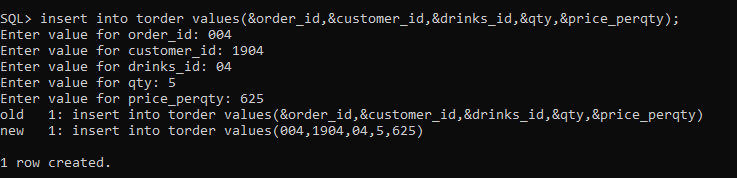 SQL> insert into torder values(&order_id,&customer_id,&drinks_id,&qty,&price_perqty);
Enter value for order_id: 004
Enter value for customer_id: 1904
Enter value for drinks_id: 04
Enter value for qty: 5
Enter value for price_perqty: 625
old   1: insert into torder values(&order_id,&customer_id,&drinks_id,&qty,&price_perqty)
new   1: insert into torder values(004,1904,04,5,625)
1 row created.